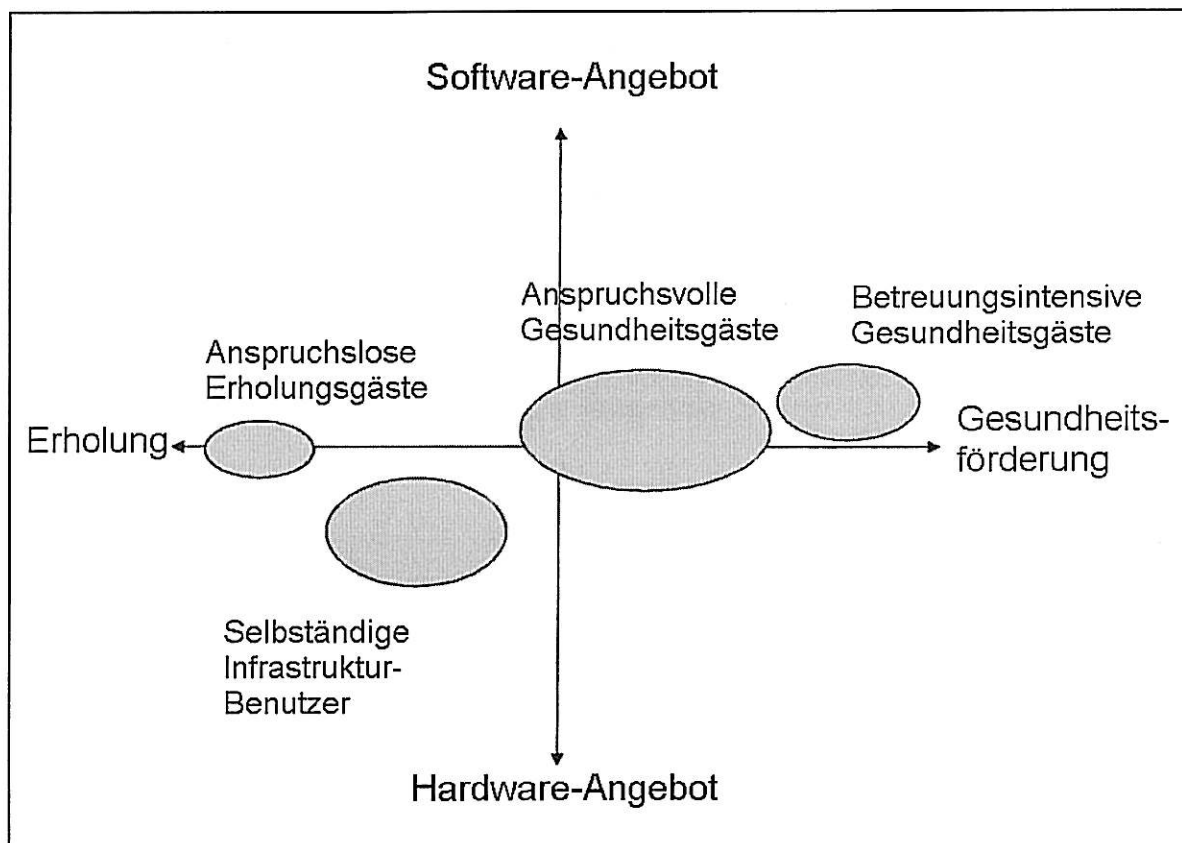 Software-Angebot
Anspruchsvolle
Gesundheitsgäste
Betreuungsintensive
Gesundheitsgäste
Anspruchslose
Erholungsgäste
Erholung
Gesundheits-
förderung
Selbständige
Infrastruktur-
Benutzer
Hardware-Angebot